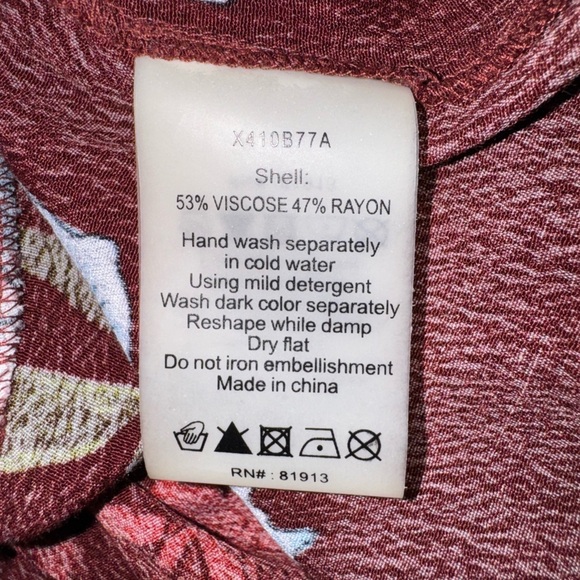 X410B77A
Shell:
53% VISCOSE 47% RAYON
Hand wash separately
in cold water
Using mild detergent
Wash dark color separately
Reshape while damp
Dry flat
Do not iron embellishment
Made in china
RN# : 81913